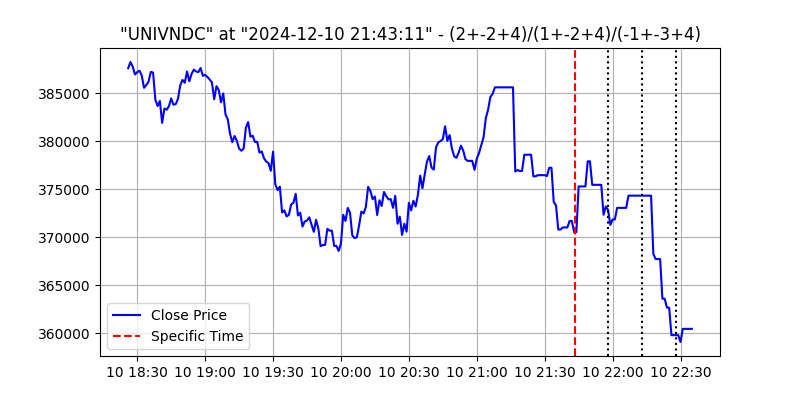 "UNIVNDC" at "2024-12-10 21:43:11" - (2+-2+4)/(1+-2+4)/(-1+-3+4)
385000
380000
375000
370000
365000
360000
Close Price
Specific Time
10 18:30 10 19:00 10 19:30 10 20:00 10 20:30 10 21:00 10 21:30 10 22:00 10 22:30